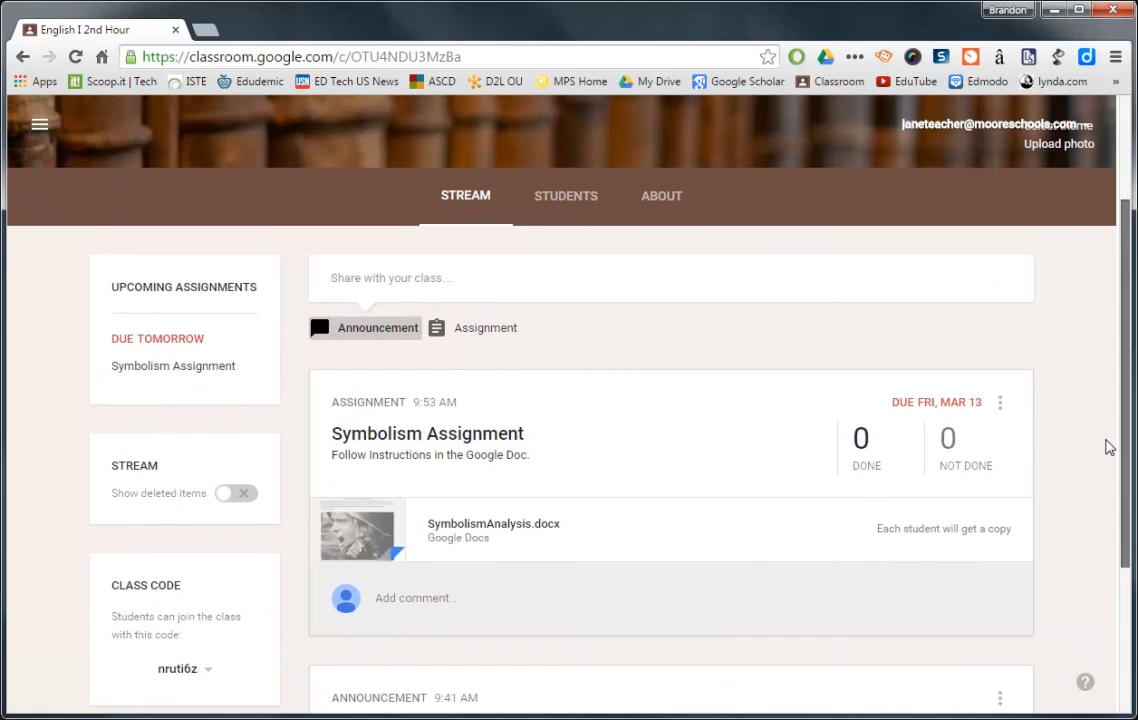 Brandon
English I 2nd Hour
https://classroom.google.com/c/OTU4NDU3MzBa
Apps Scoop.it | Tech ISTE Edudemic ED Tech US News ASCD D2L OU MPS Home My Drive Google Scholar Classroom EduTube Edmodo lynda.com »
janeteacher@mooreschools.com
Upload photo
STREAM STUDENTS ABOUT
UPCOMING ASSIGNMENTS
DUE TOMORROW
Symbolism Assignment
STREAM
Show deleted items
CLASS CODE
Students can join the class
with this code:
nruti6z
Share with your class...
Announcement Assignment
ASSIGNMENT 9:53 AM
DUE FRI, MAR 13
Symbolism Assignment
Follow Instructions in the Google Doc.
0 0
DONE NOT DONE
SymbolismAnalysis.docx
Google Docs
Each student will get a copy
Add comment...
ANNOUNCEMENT 9:41 AM